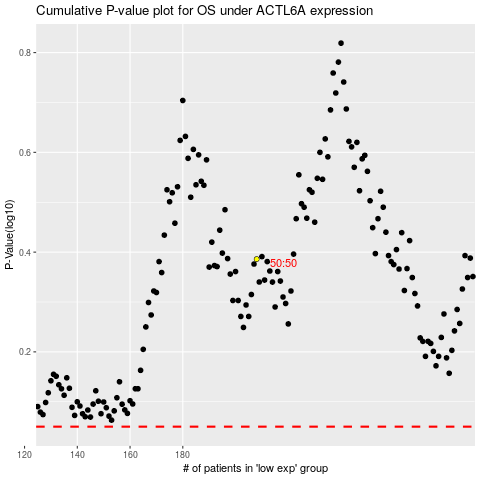 Cumulative P-value plot for OS under ACTL6A expression
P-Value(log10)
0.8
0.6
0.4
0.2
50:50
120 140 160 180
# of patients in 'low exp' group